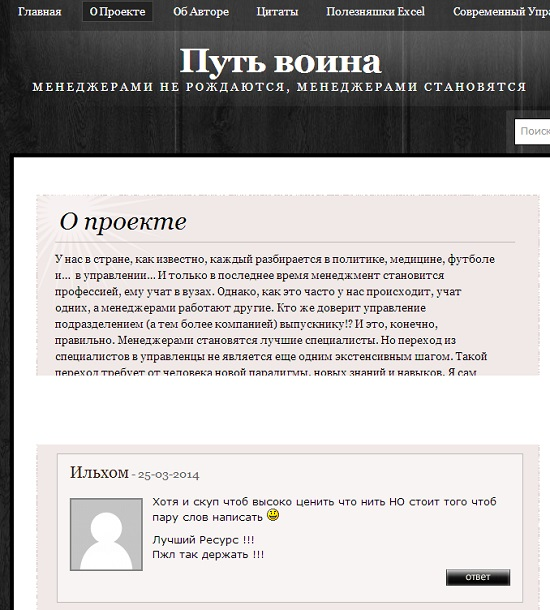 Главная О Проекте Об Авторе Цитаты Полезняшки Excel Современный Упра
Путь воина
МЕНЕДЖЕРАМИ НЕ РОЖДАЮТСЯ, МЕНЕДЖЕРАМИ СТАНОВЯТСЯ
Поиск
О проекте
У нас в стране, как известно, каждый разбирается в политике, медицине, футболе
и... в управлении... И только в последнее время менеджмент становится
профессией, ему учат в вузах. Однако, как это часто у нас происходит, учат
одних, а менеджерами работают другие. Кто же доверит управление
подразделением (а тем более компанией) выпускнику!? И это, конечно,
правильно. Менеджерами становятся лучшие специалисты. Но переход из
специалистов в управленцы не является еще одним экстенсивным шагом. Такой
переход требует от человека новой парадигмы, новых знаний и навыков. Я сам
Ильхом - 25-03-2014
Хотя и скуп чтоб высоко ценить что нить НО стоит того чтоб
пару слов написать
Лучший Ресурс !!!
Пжл так держать !!!
ответ